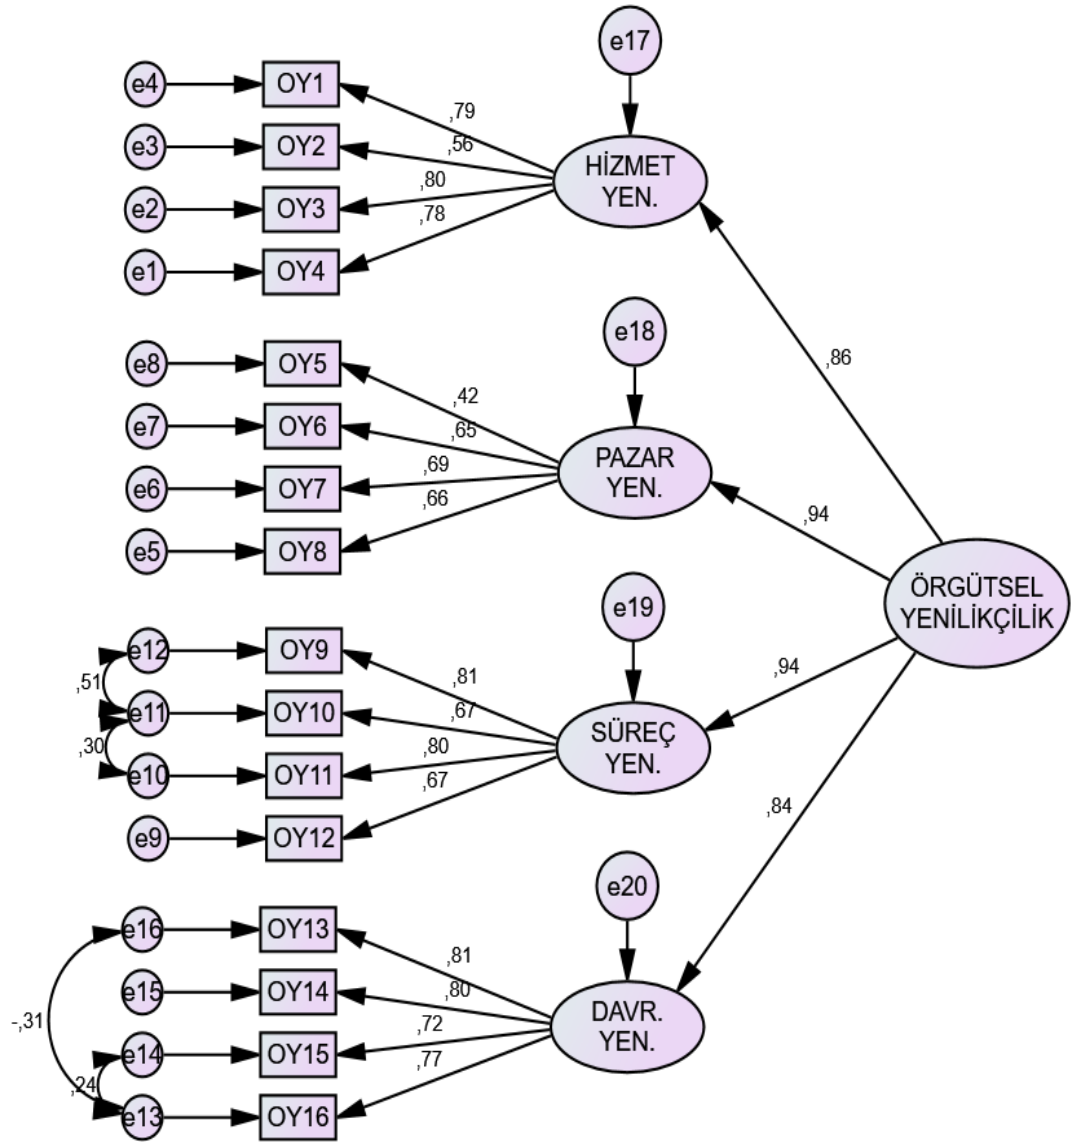 e17
e4
OY1
,79
e3
OY2
,56
HİZMET
YEN.
e2
OY3
,80
e1
OY4
,78
e18
,86
e8
OY5
,42
e7
OY6
,65
PAZAR
YEN.
e6
OY7
,69
e5
OY8
,66
,94
ÖRGÜTSEL
YENİLİKÇİLİK
e19
e12
OY9
,81
,94
,51
e11
OY10
,67
SÜREÇ
YEN.
,30
e10
OY11
,80
e9
OY12
,67
,84
e20
e16
OY13
,81
e15
OY14
,80
DAVR.
YEN.
-,31
e14
OY15
,72
,24
e13
OY16
,77